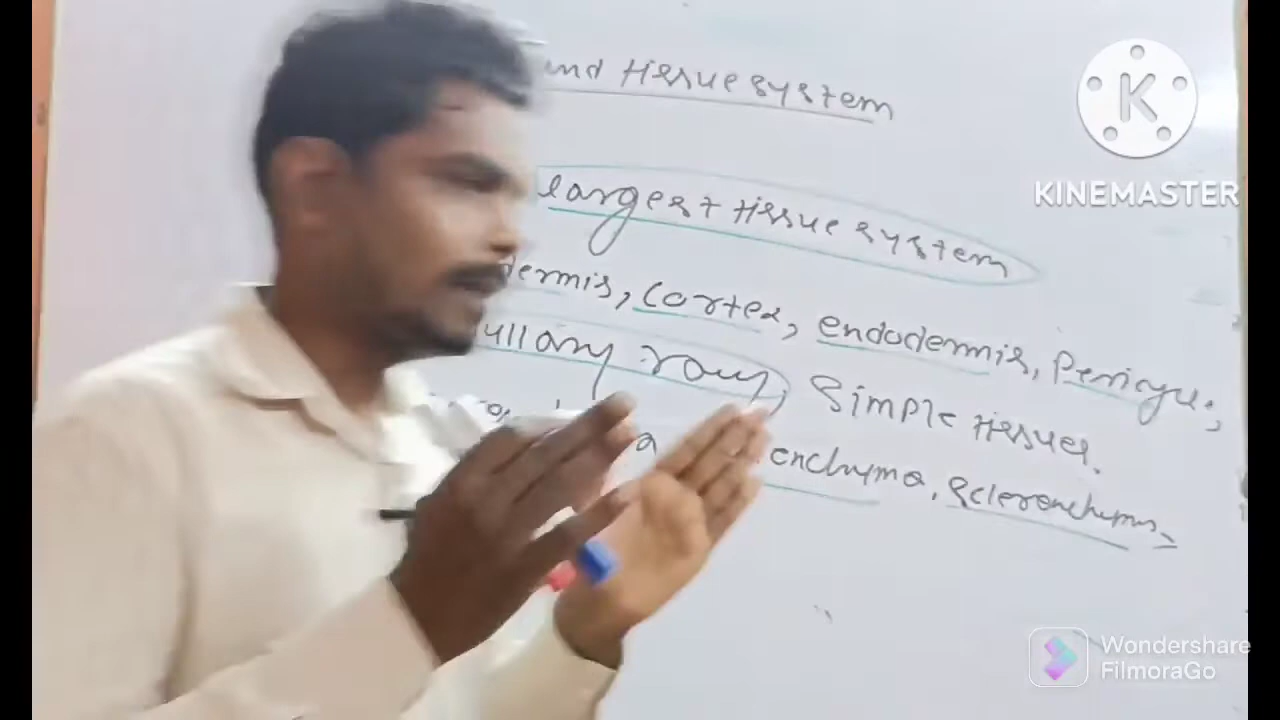 und tissue system
KINEMASTER
largest tissue system
dermis, cortex, endodermis, Pericycle,
ullary rays, Simple tissues.
enchyma, Sclerenchyma,
Wondershare
FilmoraGo